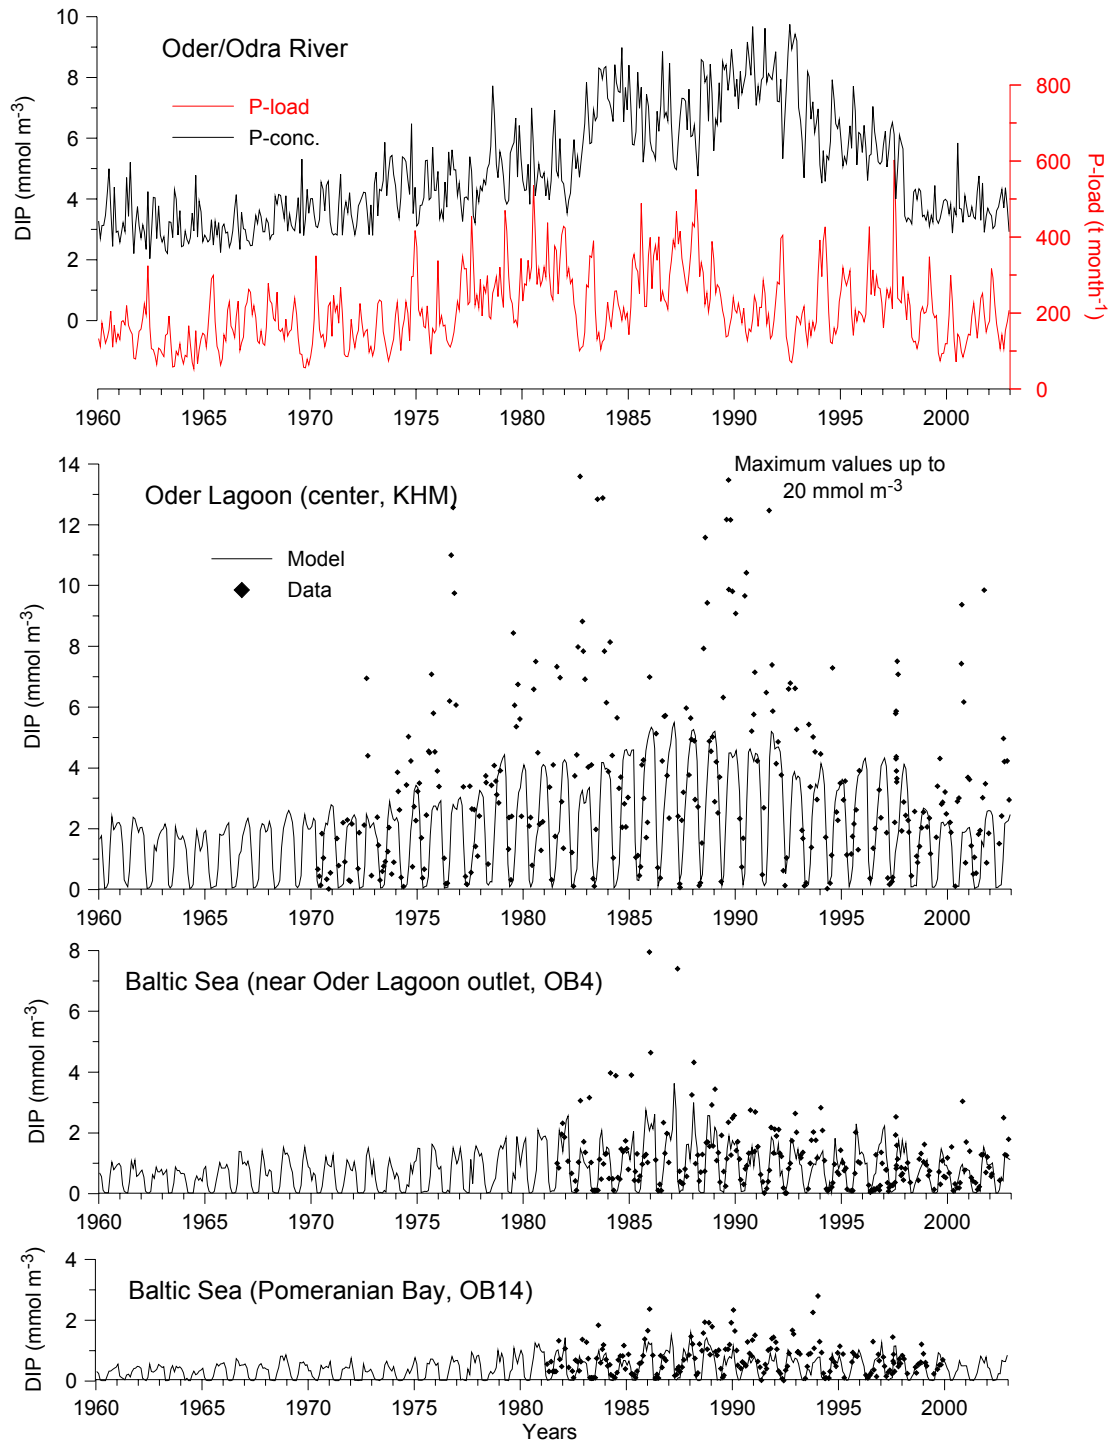 Oder/Odra River
P-load
P-conc.
DIP (mmol m-3)
10
8
6
4
2
0
800
600
400
200
0
P-load (t month-1)
1960 1965 1970 1975 1980 1985 1990 1995 2000
Oder Lagoon (center, KHM)
Maximum values up to
20 mmol m-3
Model
Data
DIP (mmol m-3)
14
12
10
8
6
4
2
0
1960 1965 1970 1975 1980 1985 1990 1995 2000
Baltic Sea (near Oder Lagoon outlet, OB4)
DIP (mmol m-3)
8
6
4
2
0
1960 1965 1970 1975 1980 1985 1990 1995 2000
Baltic Sea (Pomeranian Bay, OB14)
DIP (mmol m-3)
4
2
0
1960 1965 1970 1975 1980 1985 1990 1995 2000
Years